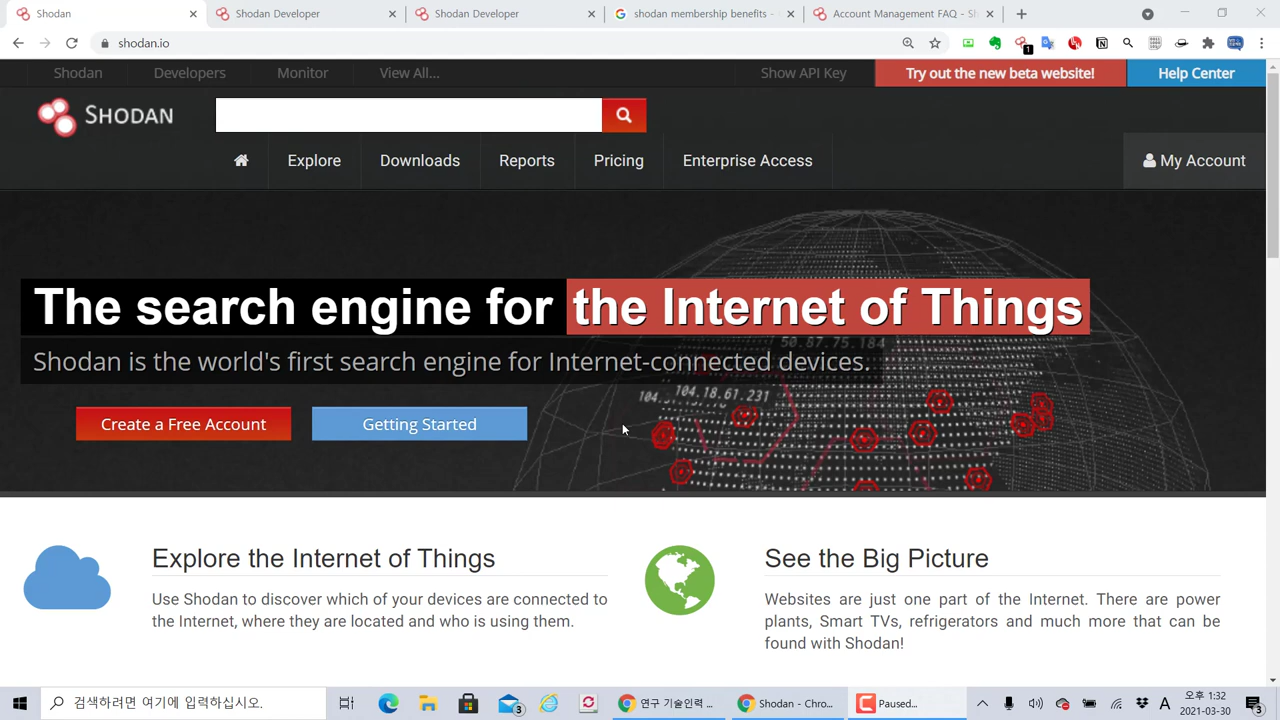 Shodan
Shodan Developer
Shodan Developer
shodan membership benefits -
Account Management FAQ - Sh
shodan.io
1
Shodan
Developers
Monitor
View All...
Show API Key
Try out the new beta website!
Help Center
SHODAN
Explore
Downloads
Reports
Pricing
Enterprise Access
My Account
The search engine for the Internet of Things
Shodan is the world's first search engine for Internet-connected devices.
50.87.75.184
104.18.61.231
104.
Create a Free Account
Getting Started
Explore the Internet of Things
Use Shodan to discover which of your devices are connected to
the Internet, where they are located and who is using them.
See the Big Picture
Websites are just one part of the Internet. There are power
plants, Smart TVs, refrigerators and much more that can be
found with Shodan!
검색하려면 여기에 입력하십시오.
3
연구 기술인력 ...
Shodan - Chro...
Paused...
A
오후 1:32
2021-03-30
3